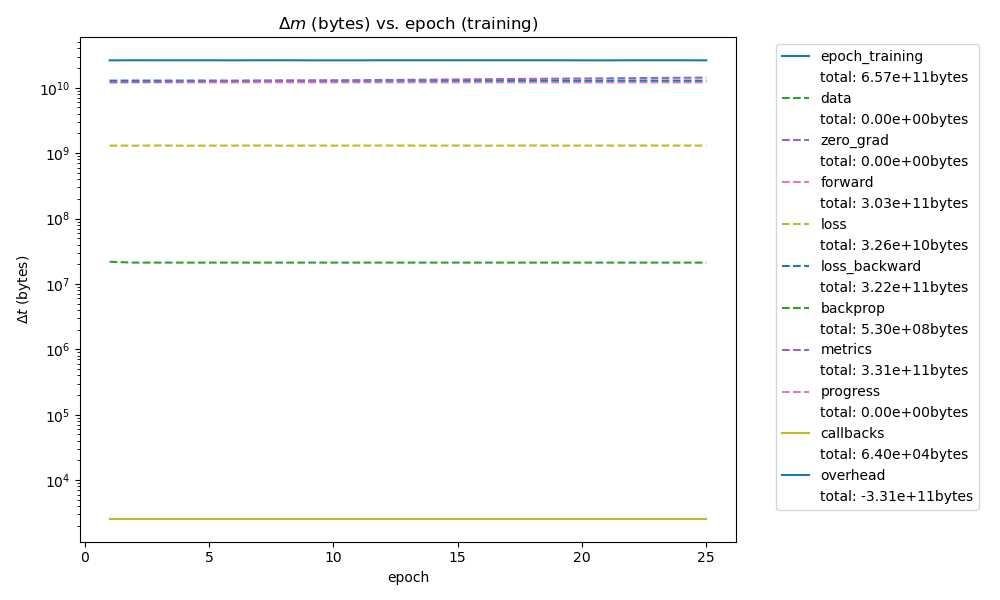 Δm (bytes) vs. epoch (training)
Δt (bytes)
10^10
10^9
10^8
10^7
10^6
10^5
10^4
0 5 10 15 20 25
epoch
epoch_training
total: 6.57e+11bytes
data
total: 0.00e+00bytes
zero_grad
total: 0.00e+00bytes
forward
total: 3.03e+11bytes
loss
total: 3.26e+10bytes
loss_backward
total: 3.22e+11bytes
backprop
total: 5.30e+08bytes
metrics
total: 3.31e+11bytes
progress
total: 0.00e+00bytes
callbacks
total: 6.40e+04bytes
overhead
total: -3.31e+11bytes